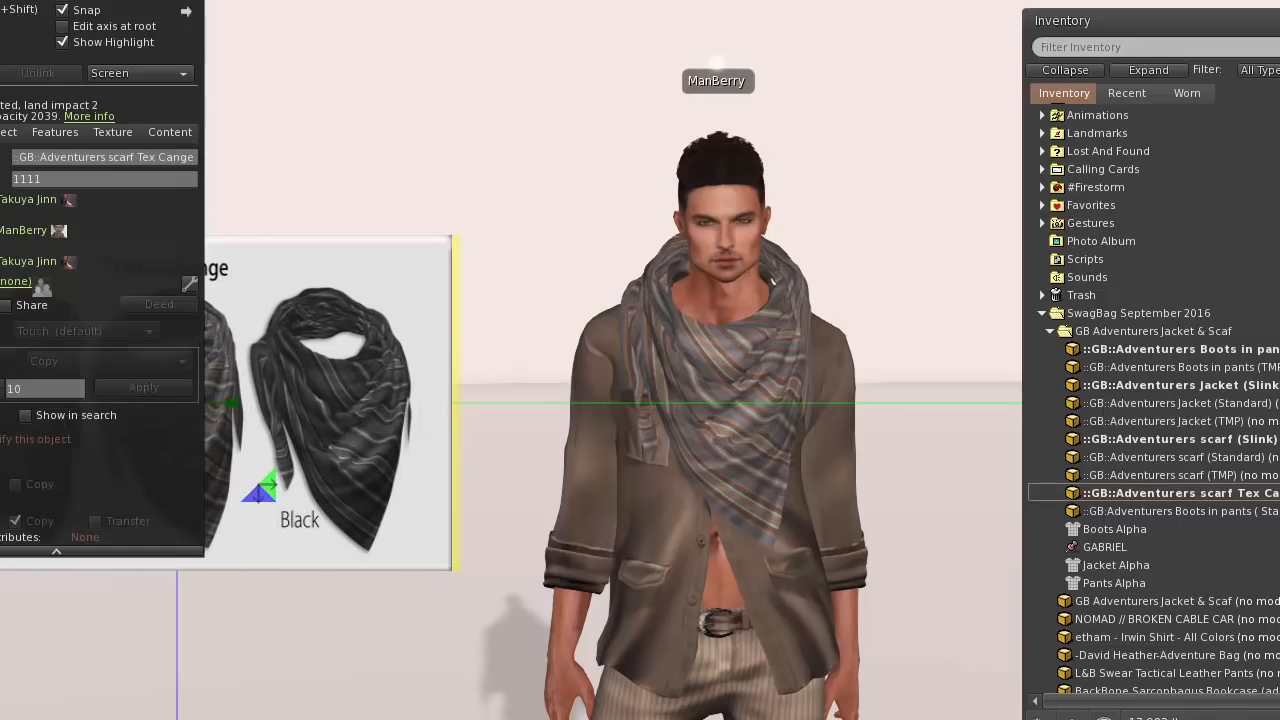 +Shift)
Snap
Edit axis at root
Show Highlight
Unlink
Screen
ted, land impact 2
pacity 2039. More info
ect Features Texture Content
::GB::Adventurers scarf Tex Cange
1111
Takuya Jinn
ManBerry
Takuya Jinn
none)
Share
Deed
Touch (default)
Copy
10
Apply
Show in search
ify this object
Copy
Copy
Transfer
tributes: None
nge
Black
ManBerry
Inventory
Filter Inventory
Collapse Expand Filter: All Type
Inventory Recent Worn
Animations
Landmarks
Lost And Found
Calling Cards
#Firestorm
Favorites
Gestures
Photo Album
Scripts
Sounds
Trash
SwagBag September 2016
GB Adventurers Jacket & Scaf
::GB::Adventurers Boots in pan
::GB::Adventurers Boots in pants (TMP
::GB::Adventurers Jacket (Slink
::GB::Adventurers Jacket (Standard) (
::GB::Adventurers Jacket (TMP) (no mo
::GB::Adventurers scarf (Slink)
::GB::Adventurers scarf (Standard) (n
::GB::Adventurers scarf (TMP) (no mo
::GB::Adventurers scarf Tex Ca
::GB:Adventurers Boots in pants ( Sta
Boots Alpha
GABRIEL
Jacket Alpha
Pants Alpha
GB Adventurers Jacket & Scaf (no mod
NOMAD // BROKEN CABLE CAR (no mo
etham - Irwin Shirt - All Colors (no mod
-David Heather-Adventure Bag (no mod
L&B Swear Tactical Leather Pants (no m
BackBone Sarcophagus Bookcase (ad